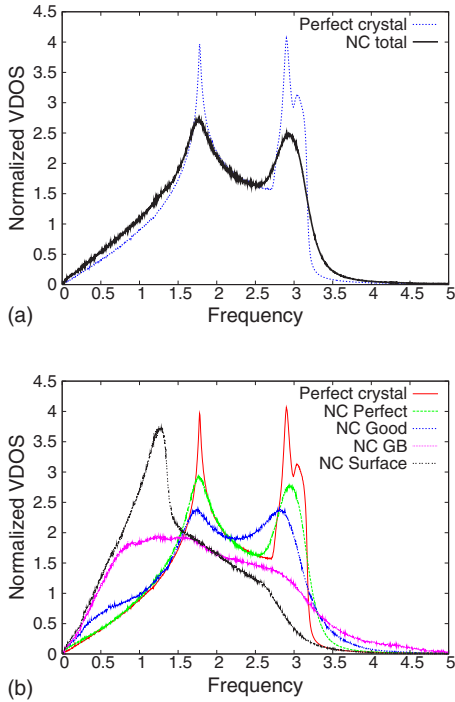 4.5
4
3.5
3
2.5
2
1.5
1
0.5
0
Normalized VDOS
Perfect crystal
NC total
0 0.5 1 1.5 2 2.5 3 3.5 4 4.5 5
(a) Frequency
4.5
4
3.5
3
2.5
2
1.5
1
0.5
0
Normalized VDOS
Perfect crystal
NC Perfect
NC Good
NC GB
NC Surface
0 0.5 1 1.5 2 2.5 3 3.5 4 4.5 5
(b) Frequency